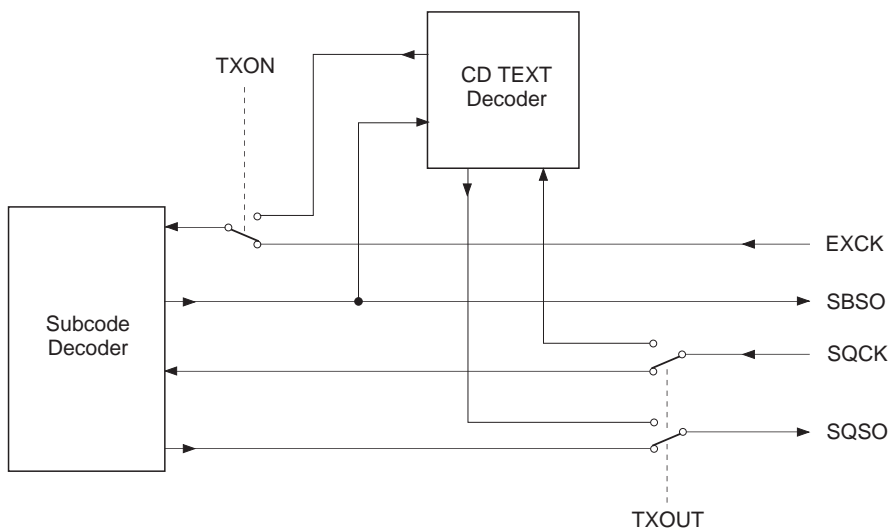 TXON
CD TEXT
Decoder
EXCK
SBSO
Subcode
Decoder
SQCK
SQSO
TXOUT